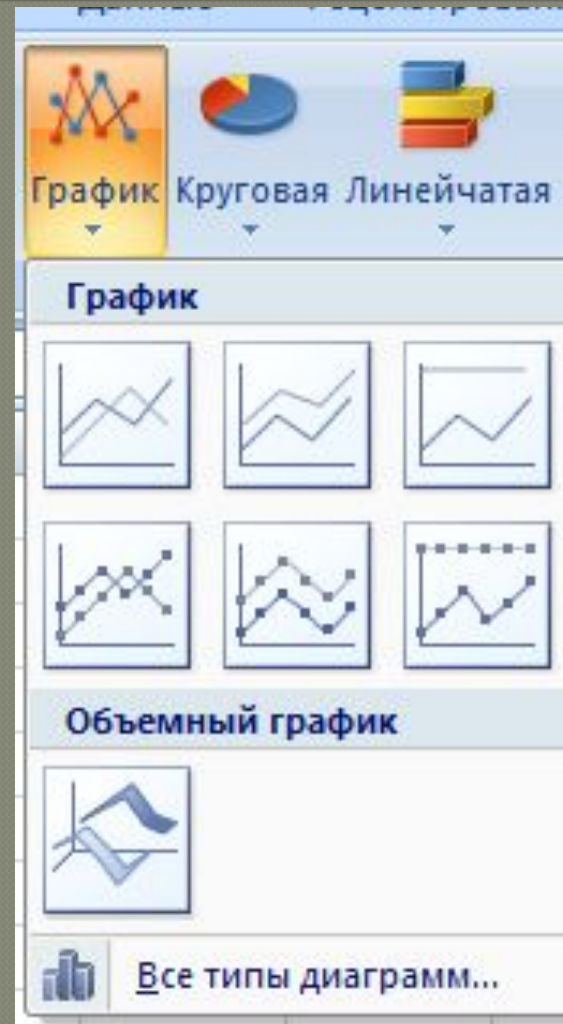 График Круговая Линейчатая
График
Объемный график
Все типы диаграмм...